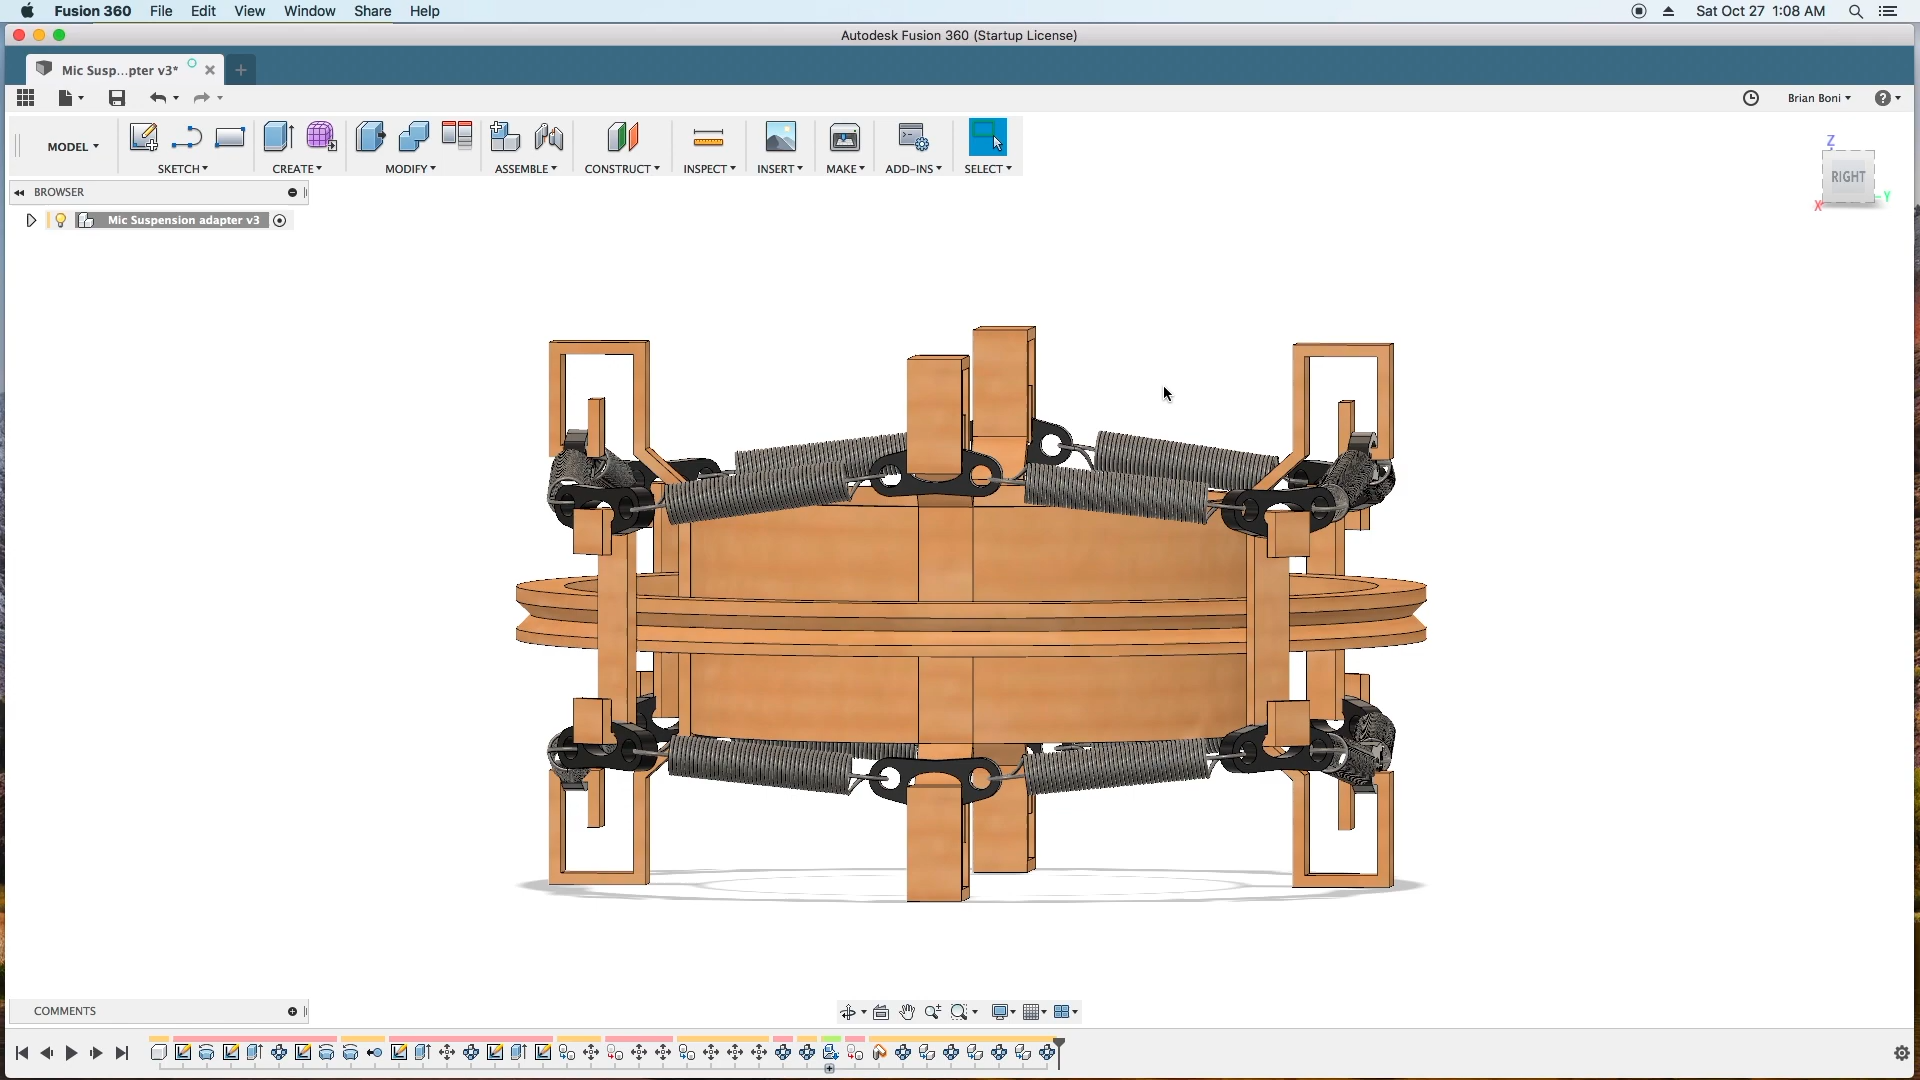 Fusion 360 File Edit View Window Share Help Sat Oct 27 1:08 AM
Autodesk Fusion 360 (Startup License)
Mic Susp...pter v3*
Brian Boni
MODEL
SKETCH CREATE MODIFY ASSEMBLE CONSTRUCT INSPECT INSERT MAKE ADD-INS SELECT
Z
RIGHT
X Y
BROWSER
Mic Suspension adapter v3
COMMENTS